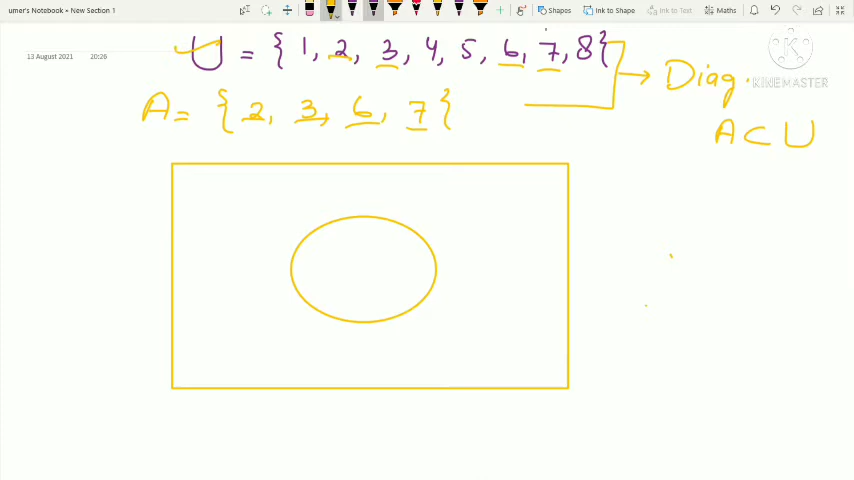 umer's Notebook » New Section 1
Shapes
Ink to Shape
Ink to Text
Maths
13 August 2021 20:26
U = {1, 2, 3, 4, 5, 6, 7, 8}
A = {2, 3, 6, 7}
→ Diag.
KINEMASTER
A ⊂ U